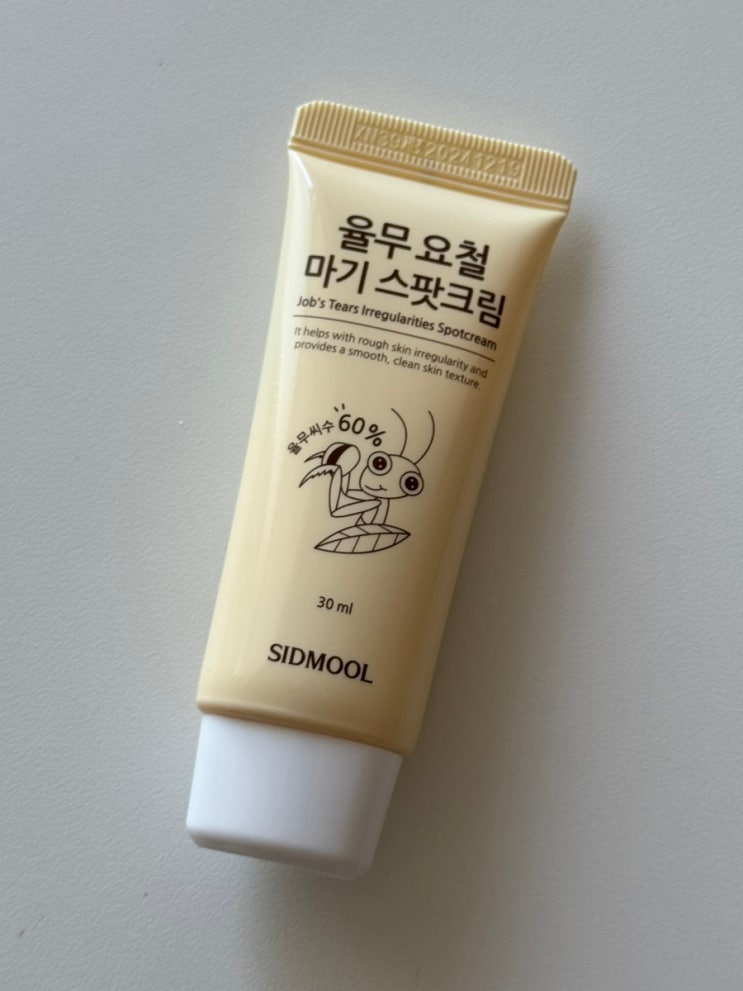 율무 요철
마기 스팟크림
Job's Tears Irregularities Spotcream
It helps with rough skin irregularity and
provides a smooth, clean skin texture.
율무씨수 60%
30 ml
SIDMOOL